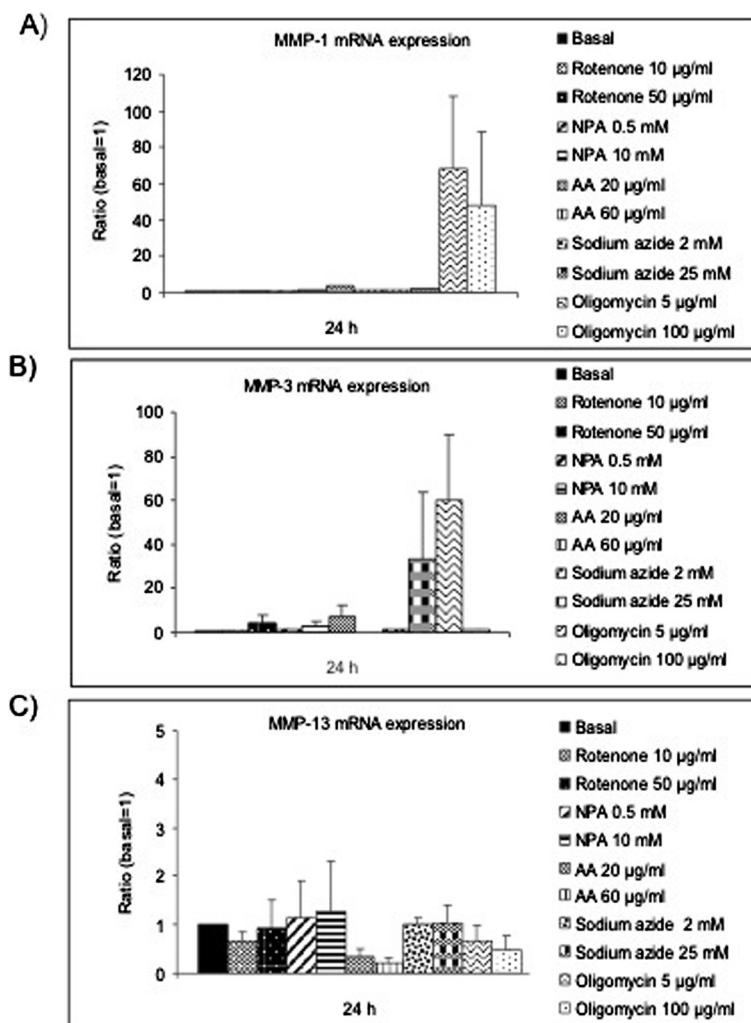 A)
MMP-1 mRNA expression
Ratio (basal=1)
120
100
80
60
40
20
0
24 h
Basal
Rotenone 10 µg/ml
Rotenone 50 µg/ml
NPA 0.5 mM
NPA 10 mM
AA 20 µg/ml
AA 60 µg/ml
Sodium azide 2 mM
Sodium azide 25 mM
Oligomycin 5 µg/ml
Oligomycin 100 µg/ml
B)
MMP-3 mRNA expression
Ratio (basal=1)
100
80
60
40
20
0
24 h
Basal
Rotenone 10 µg/ml
Rotenone 50 µg/ml
NPA 0.5 mM
NPA 10 mM
AA 20 µg/ml
AA 60 µg/ml
Sodium azide 2 mM
Sodium azide 25 mM
Oligomycin 5 µg/ml
Oligomycin 100 µg/ml
C)
MMP-13 mRNA expression
Ratio (basal=1)
5
4
3
2
1
0
24 h
Basal
Rotenone 10 µg/ml
Rotenone 50 µg/ml
NPA 0.5 mM
NPA 10 mM
AA 20 µg/ml
AA 60 µg/ml
Sodium azide 2 mM
Sodium azide 25 mM
Oligomycin 5 µg/ml
Oligomycin 100 µg/ml